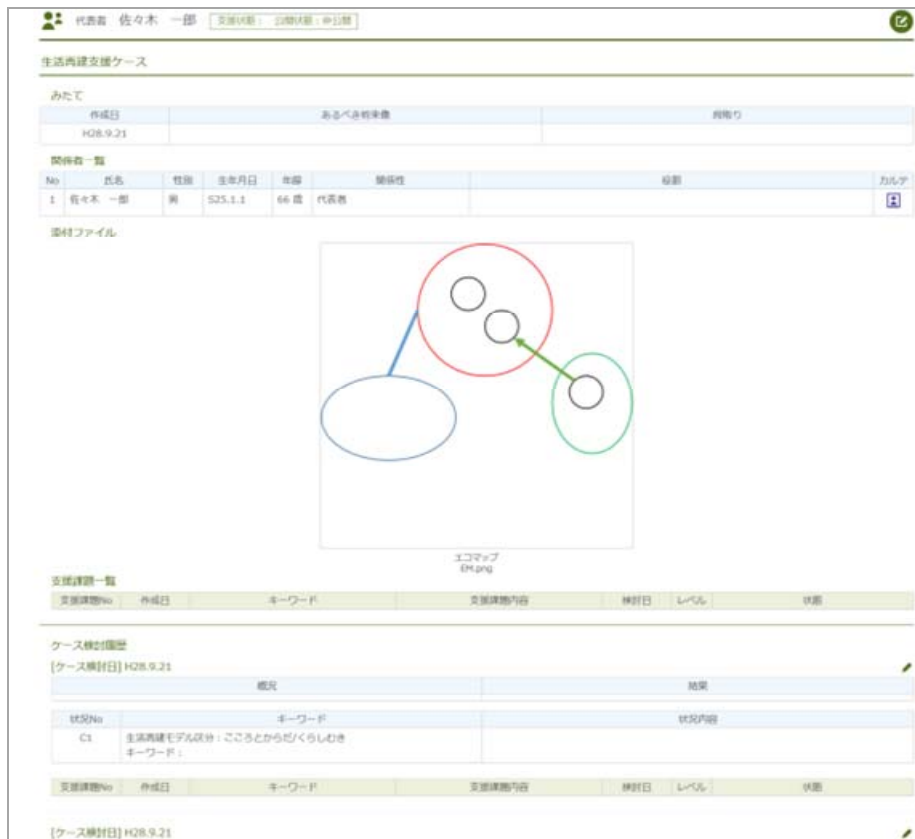 代表者 佐々木 一郎 支援状態： 公開状態：非公開
生活再建支援ケース
みたて
作成日 あるべき将来像 段取り
H28.9.21
関係者一覧
No 氏名 性別 生年月日 年齢 関係性 役割 カルテ
1 佐々木 一郎 男 S25.1.1 66 歳 代表者
添付ファイル
エコマップ
EM.png
支援課題一覧
支援課題No 作成日 キーワード 支援課題内容 検討日 レベル 状態
ケース検討履歴
[ケース検討日] H28.9.21
概況 結果
状況No キーワード 状況内容
C1 生活再建モデル区分：こころとからだ/くらしむき
キーワード：
支援課題No 作成日 キーワード 支援課題内容 検討日 レベル 状態
[ケース検討日] H28.9.21